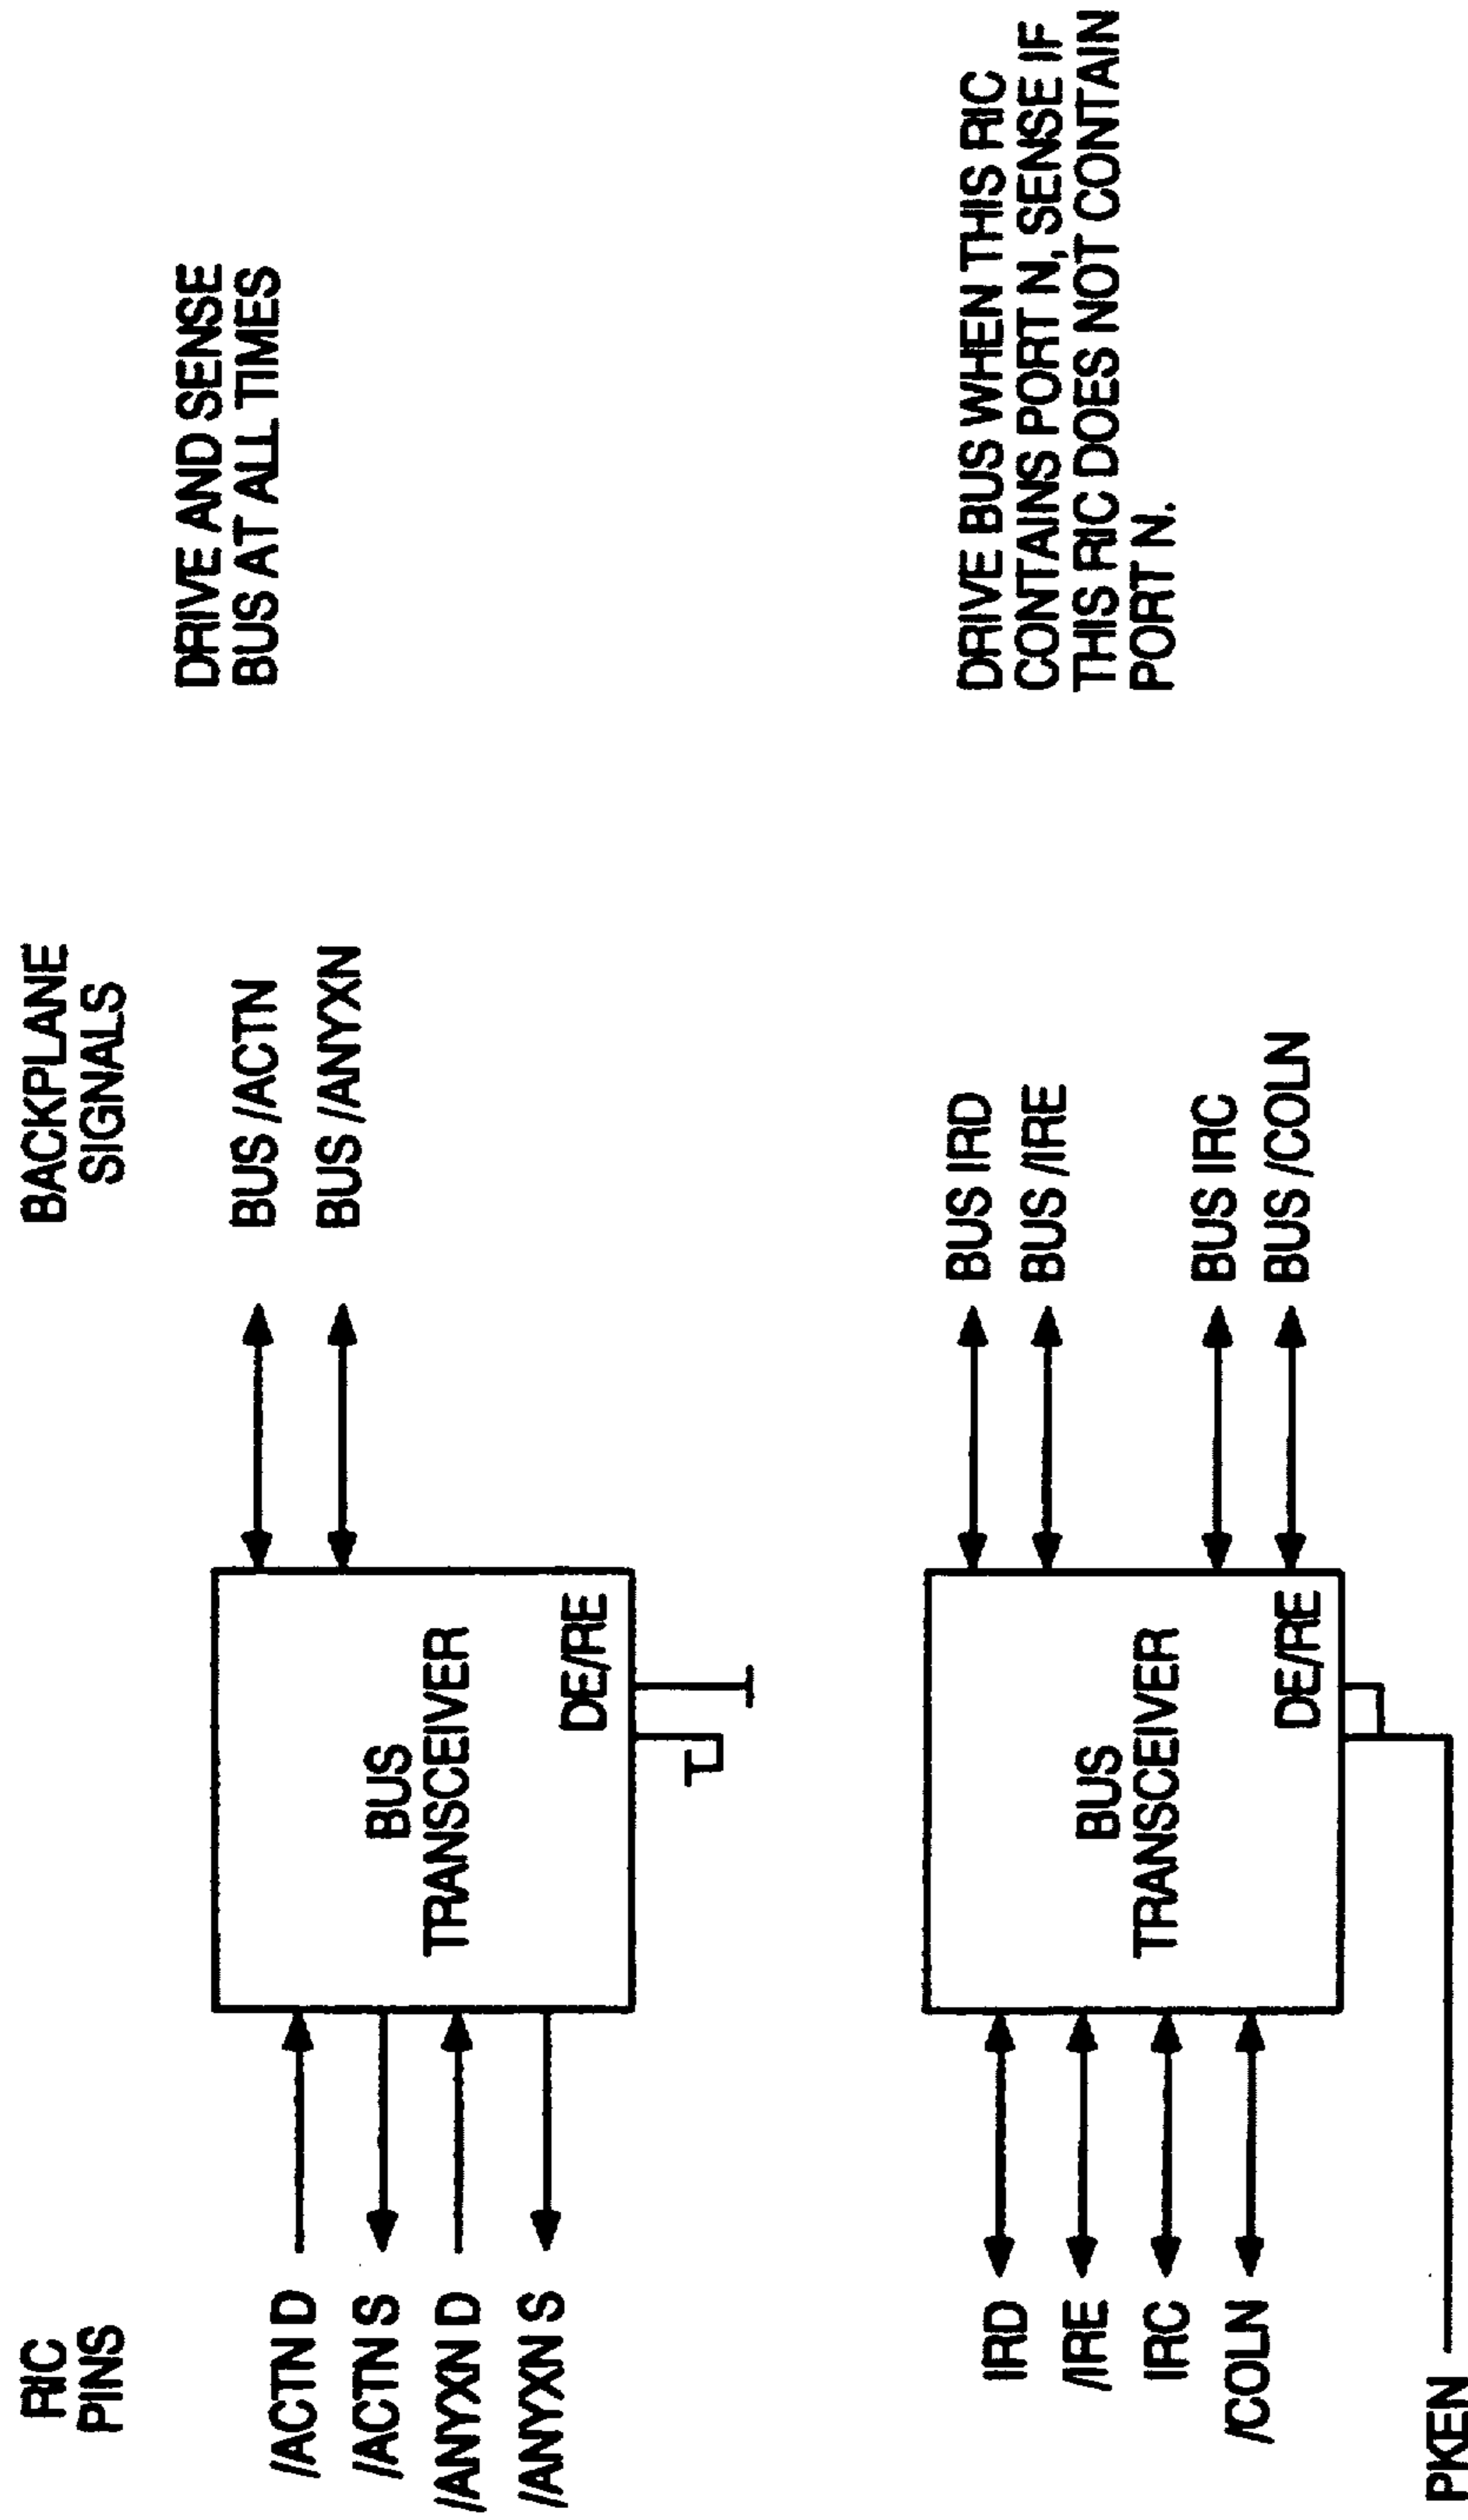 RIC
PINS
BACKPLANE
SIGNALS
/ACTN D
/ACTN S
/ANYXN D
/ANYXN S
BUS
TRANSCEIVER
DE/RE
BUS /ACTN
BUS /ANYXN
DRIVE AND SENSE
BUS AT ALL TIMES
IRD
/IRE
IRC
/COLN
PKEN
BUS
TRANSCEIVER
DE/RE
BUS IRD
BUS /IRE
BUS IRC
BUS /COLN
DRIVE BUS WHEN THIS RIC
CONTAINS PORT N, SENSE IF
THIS RIC DOES NOT CONTAIN
PORT N.